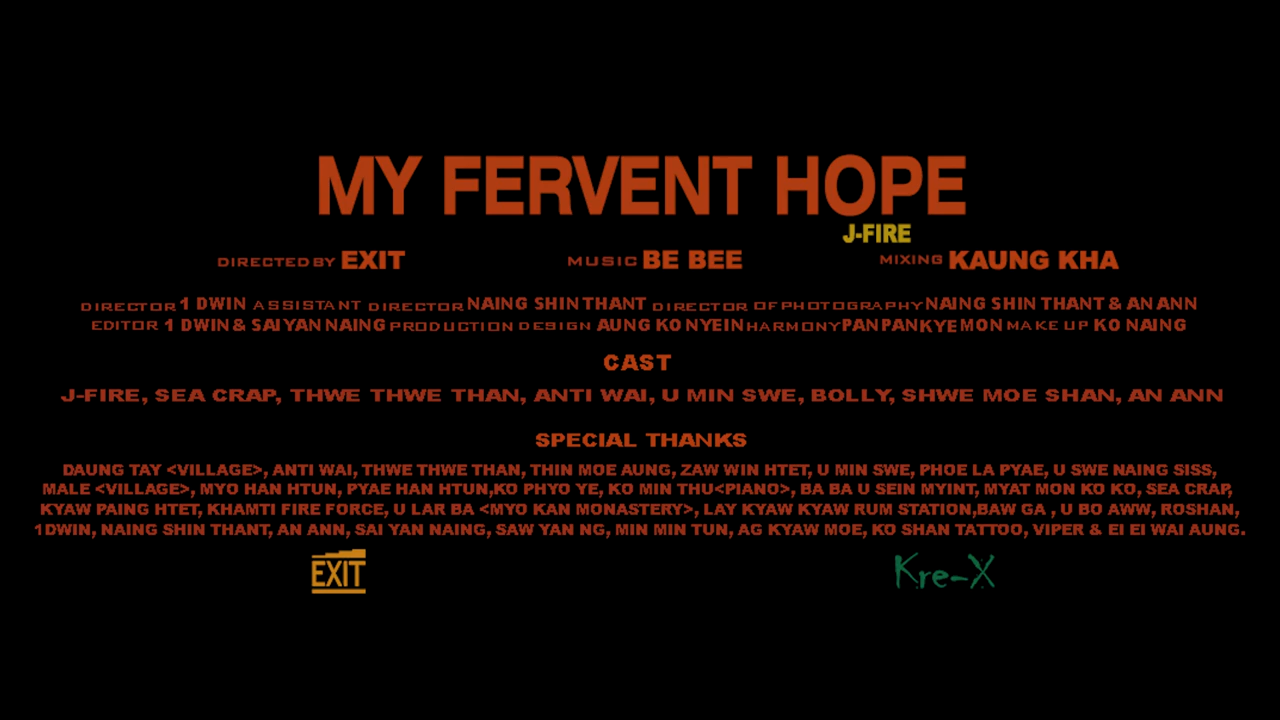 MY FERVENT HOPE
J-FIRE
DIRECTED BY EXIT MUSIC BE BEE MIXING KAUNG KHA
DIRECTOR 1 DWIN ASSISTANT DIRECTOR NAING SHIN THANT DIRECTOR OF PHOTOGRAPHY NAING SHIN THANT & AN ANN
EDITOR 1 DWIN & SAI YAN NAING PRODUCTION DESIGN AUNG KO NYEIN HARMONY PAN PAN KYE MON MAKE UP KO NAING
CAST
J-FIRE, SEA CRAP, THWE THWE THAN, ANTI WAI, U MIN SWE, BOLLY, SHWE MOE SHAN, AN ANN
SPECIAL THANKS
DAUNG TAY <VILLAGE>, ANTI WAI, THWE THWE THAN, THIN MOE AUNG, ZAW WIN HTET, U MIN SWE, PHOE LA PYAE, U SWE NAING SISS,
MALE <VILLAGE>, MYO HAN HTUN, PYAE HAN HTUN,KO PHYO YE, KO MIN THU<PIANO>, BA BA U SEIN MYINT, MYAT MON KO KO, SEA CRAP,
KYAW PAING HTET, KHAMTI FIRE FORCE, U LAR BA <MYO KAN MONASTERY>, LAY KYAW KYAW RUM STATION,BAW GA , U BO AWW, ROSHAN,
1DWIN, NAING SHIN THANT, AN ANN, SAI YAN NAING, SAW YAN NG, MIN MIN TUN, AG KYAW MOE, KO SHAN TATTOO, VIPER & EI EI WAI AUNG.
EXIT Kre-X